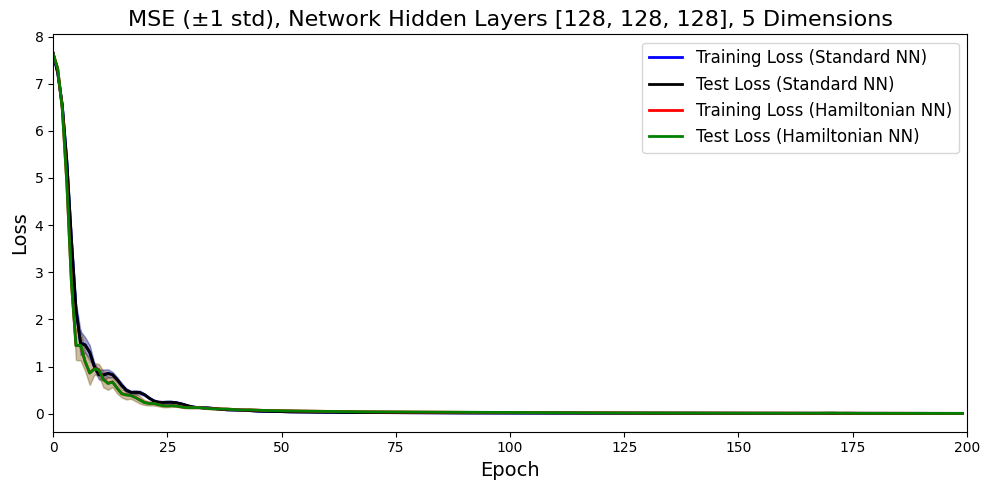 MSE (±1 std), Network Hidden Layers [128, 128, 128], 5 Dimensions
8
7
6
5
4
3
2
1
0
Loss
Training Loss (Standard NN)
Test Loss (Standard NN)
Training Loss (Hamiltonian NN)
Test Loss (Hamiltonian NN)
0 25 50 75 100 125 150 175 200
Epoch